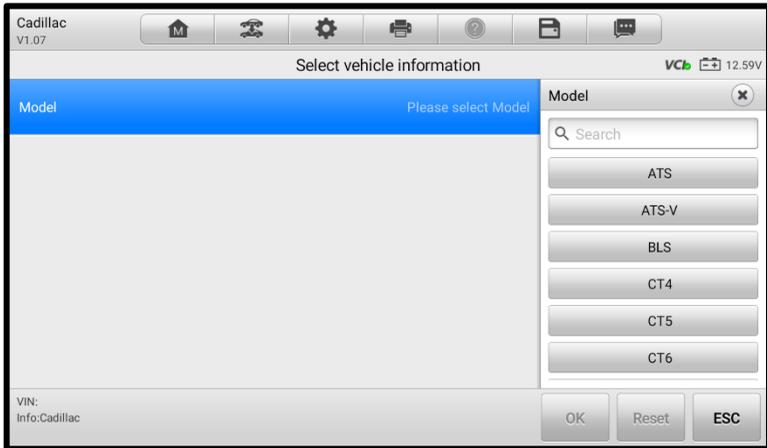 Cadillac
V1.07
M
?
Select vehicle information
VCI
12.59V
Model
Please select Model
Model
Search
ATS
ATS-V
BLS
CT4
CT5
CT6
VIN:
Info:Cadillac
OK
Reset
ESC